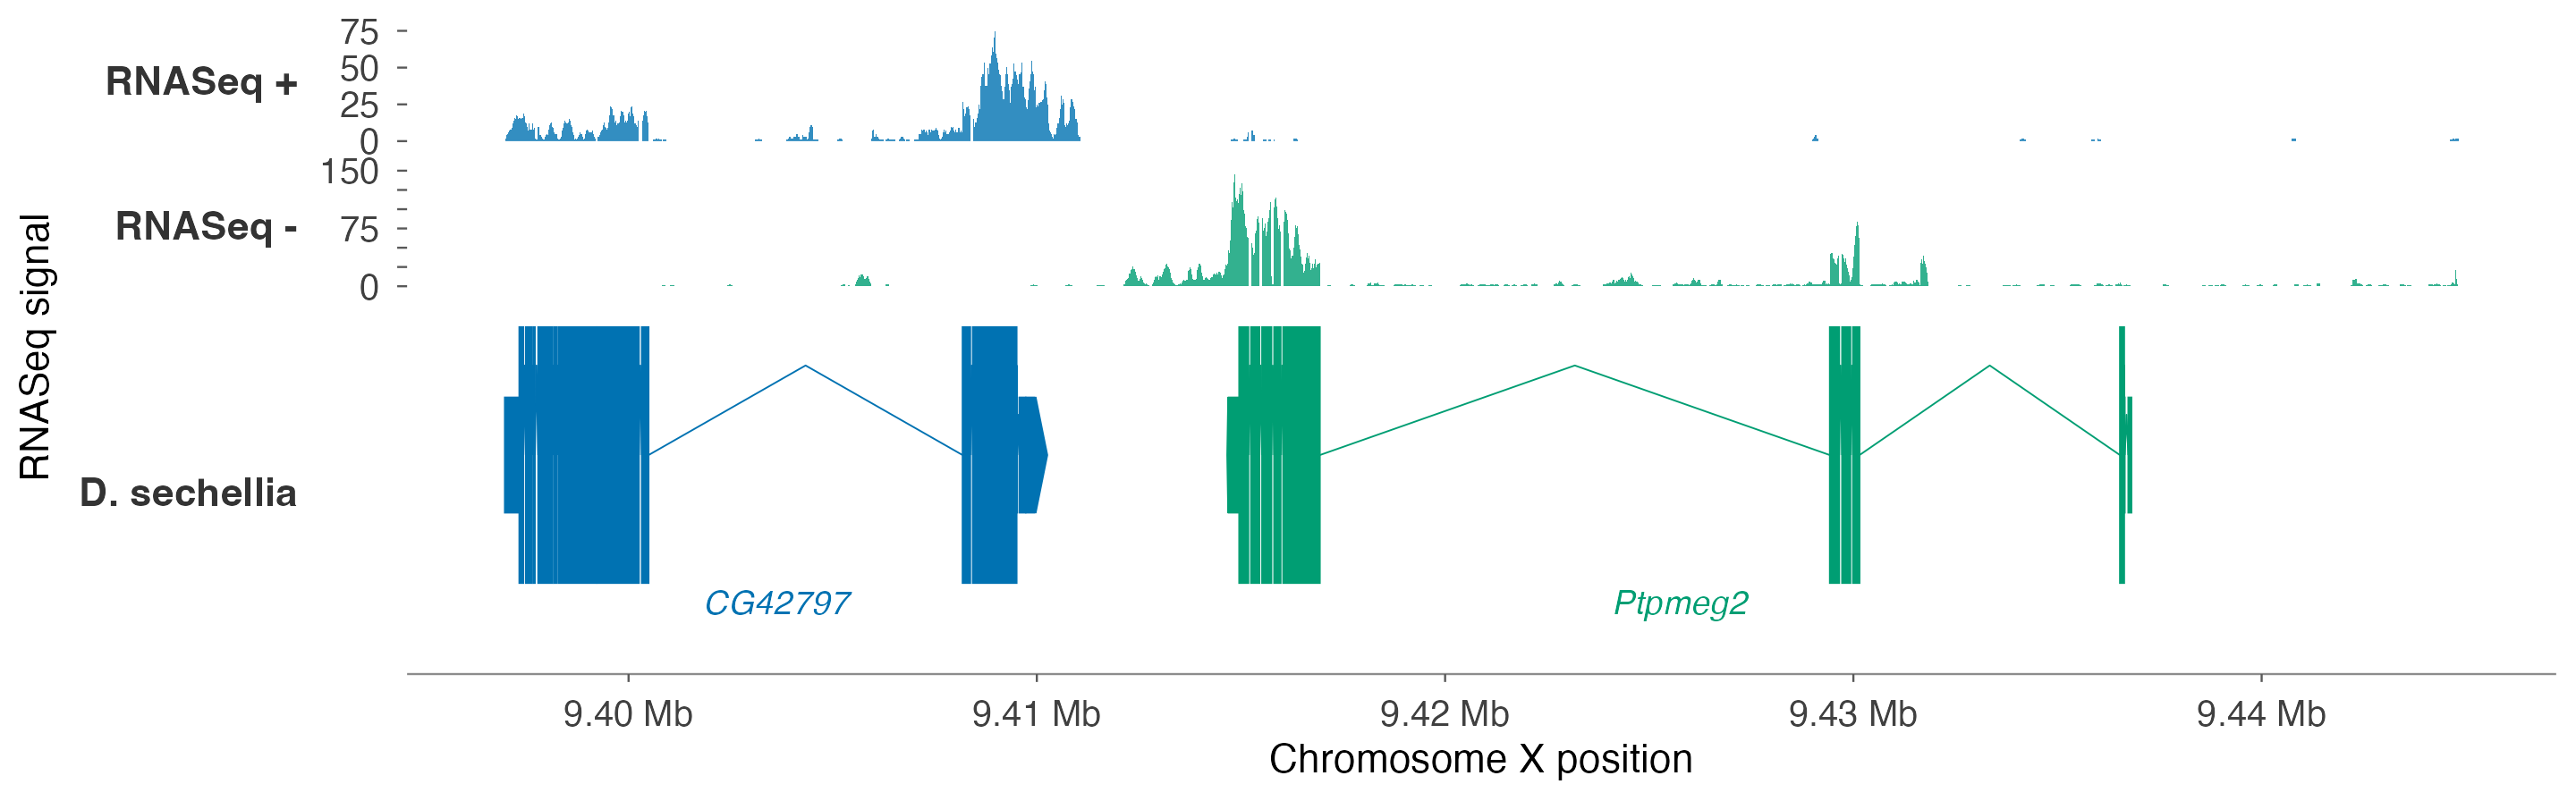 RNASeq signal
RNASeq +
75
50
25
0
RNASeq -
150
75
0
D. sechellia
CG42797
Ptpmeg2
9.40 Mb
9.41 Mb
9.42 Mb
9.43 Mb
9.44 Mb
Chromosome X position